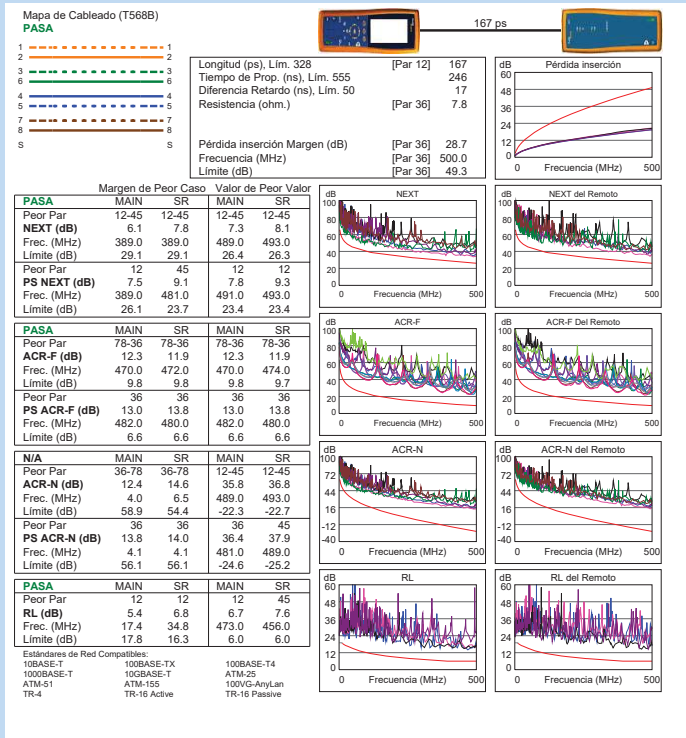 Mapa de Cableado (T568B)
PASA
1 1
2 2
3 3
6 6
4 4
5 5
7 7
8 8
S S
167 ps
Longitud (ps), Lím. 328 [Par 12] 167
Tiempo de Prop. (ns), Lím. 555 246
Diferencia Retardo (ns), Lím. 50 17
Resistencia (ohm.) [Par 36] 7.8
Pérdida inserción Margen (dB) [Par 36] 28.7
Frecuencia (MHz) [Par 36] 500.0
Límite (dB) [Par 36] 49.3
dB Pérdida inserción
60
48
36
24
12
0
0 Frecuencia (MHz) 500
Margen de Peor Caso Valor de Peor Valor
PASA MAIN SR MAIN SR
Peor Par 12-45 12-45 12-45 12-45
NEXT (dB) 6.1 7.8 7.3 8.1
Frec. (MHz) 389.0 389.0 489.0 493.0
Límite (dB) 29.1 29.1 26.4 26.3
Peor Par 12 45 12 12
PS NEXT (dB) 7.5 9.1 7.8 9.3
Frec. (MHz) 389.0 481.0 491.0 493.0
Límite (dB) 26.1 23.7 23.4 23.4
PASA MAIN SR MAIN SR
Peor Par 78-36 78-36 78-36 78-36
ACR-F (dB) 12.3 11.9 12.3 11.9
Frec. (MHz) 470.0 472.0 470.0 474.0
Límite (dB) 9.8 9.8 9.8 9.7
Peor Par 36 36 36 36
PS ACR-F (dB) 13.0 13.8 13.0 13.8
Frec. (MHz) 482.0 480.0 482.0 480.0
Límite (dB) 6.6 6.6 6.6 6.6
N/A MAIN SR MAIN SR
Peor Par 36-78 36-78 12-45 12-45
ACR-N (dB) 12.4 14.6 35.8 36.8
Frec. (MHz) 4.0 6.5 489.0 493.0
Límite (dB) 58.9 54.4 -22.3 -22.7
Peor Par 36 36 36 45
PS ACR-N (dB) 13.8 14.0 36.4 37.9
Frec. (MHz) 4.1 4.1 481.0 489.0
Límite (dB) 56.1 56.1 -24.6 -25.2
PASA MAIN SR MAIN SR
Peor Par 12 12 12 45
RL (dB) 5.4 6.8 6.7 7.6
Frec. (MHz) 17.4 34.8 473.0 456.0
Límite (dB) 17.8 16.3 6.0 6.0
Estándares de Red Compatibles:
10BASE-T 100BASE-TX 100BASE-T4
1000BASE-T 10GBASE-T ATM-25
ATM-51 ATM-155 100VG-AnyLan
TR-4 TR-16 Active TR-16 Passive
dB NEXT
100
80
60
40
20
0
0 Frecuencia (MHz) 500
dB NEXT del Remoto
100
80
60
40
20
0
0 Frecuencia (MHz) 500
dB ACR-F
100
80
60
40
20
0
0 Frecuencia (MHz) 500
dB ACR-F Del Remoto
100
80
60
40
20
0
0 Frecuencia (MHz) 500
dB ACR-N
100
72
44
16
-12
-40
0 Frecuencia (MHz) 500
dB ACR-N del Remoto
100
72
44
16
-12
-40
0 Frecuencia (MHz) 500
dB RL
60
48
36
24
12
0
0 Frecuencia (MHz) 500
dB RL del Remoto
60
48
36
24
12
0
0 Frecuencia (MHz) 500